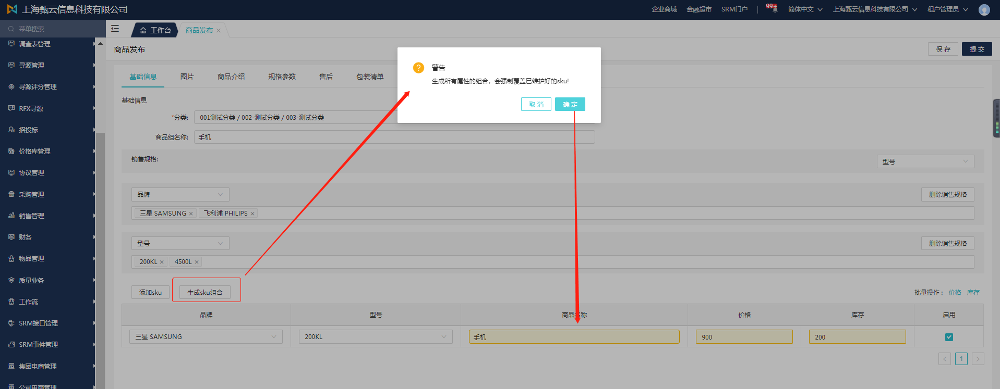 上海甄云信息科技有限公司
企业商城 金融超市 SRM门户 99+ 简体中文 上海甄云信息科技有限公司 租户管理员
菜单搜索
工作台 商品发布
调查表管理
寻源管理
寻源评分管理
RFX寻源
招投标
价格库管理
协议管理
采购管理
销售管理
财务
物品管理
质量业务
工作流
SRM接口管理
SRM事件管理
集团电商管理
公司电商管理
商品发布
保存 提交
基础信息 图片 商品介绍 规格参数 售后 包装清单
警告
生成所有属性的组合，会强制覆盖已维护好的sku!
取消 确定
基础信息
*分类: 001测试分类 / 002-测试分类 / 003-测试分类
商品组名称: 手机
销售规格: 型号
品牌 删除销售规格
三星 SAMSUNG × 飞利浦 PHILIPS ×
型号 删除销售规格
200KL × 4500L ×
添加sku 生成sku组合 批量操作： 价格 库存
品牌 型号 商品名称 价格 库存 启用
三星 SAMSUNG 200KL 手机 900 200
< 1 >